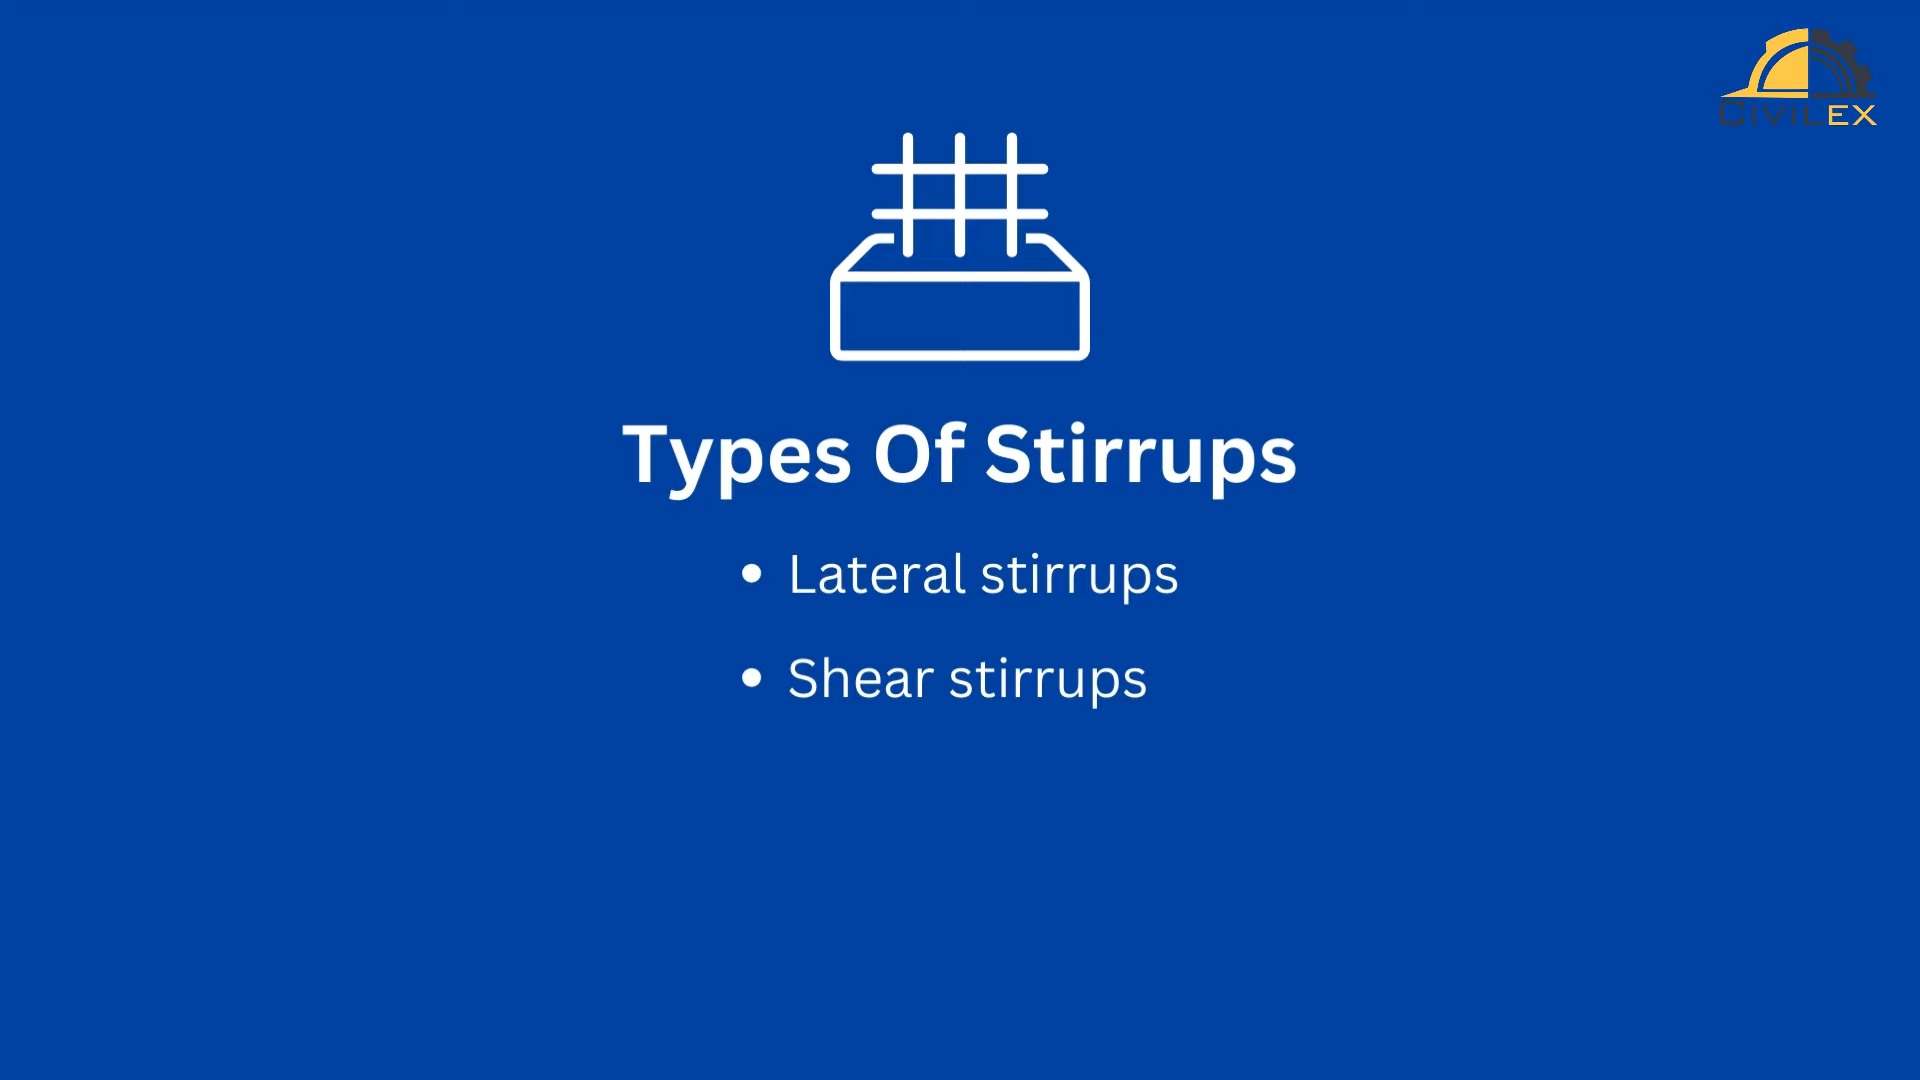 CIVILEX
Types Of Stirrups
• Lateral stirrups
• Shear stirrups